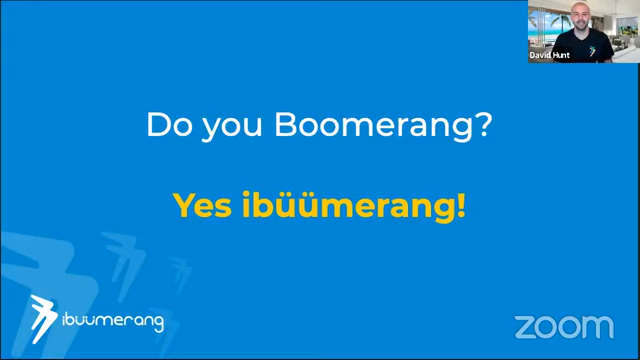 David Hunt
Do you Boomerang?
Yes ibüümerang!
ibüümerang
zoom